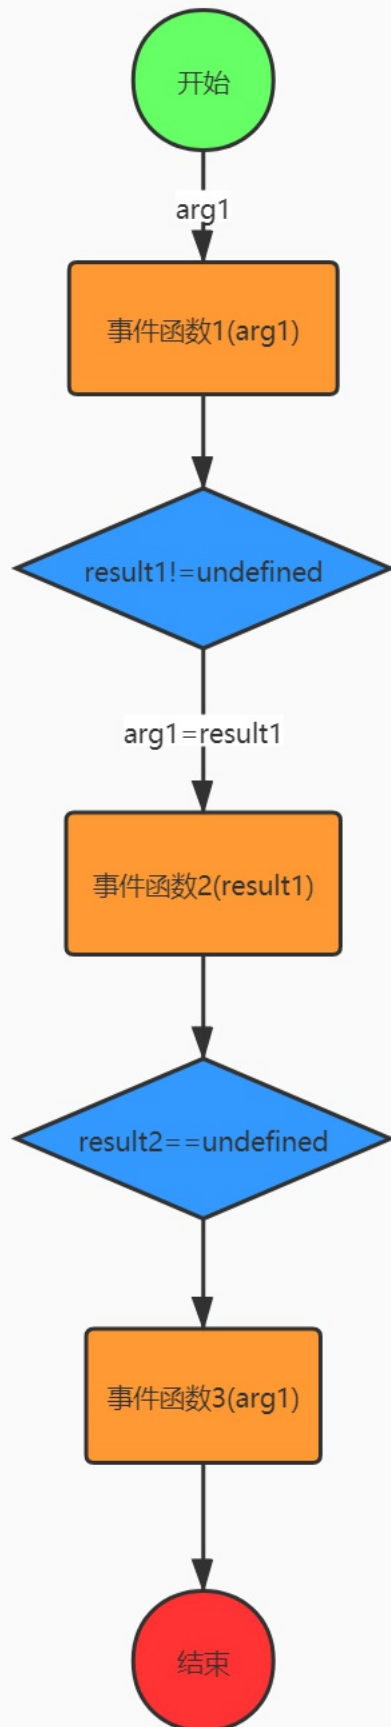 开始
arg1
事件函数1(arg1)
result1!=undefined
arg1=result1
事件函数2(result1)
result2==undefined
事件函数3(arg1)
结束